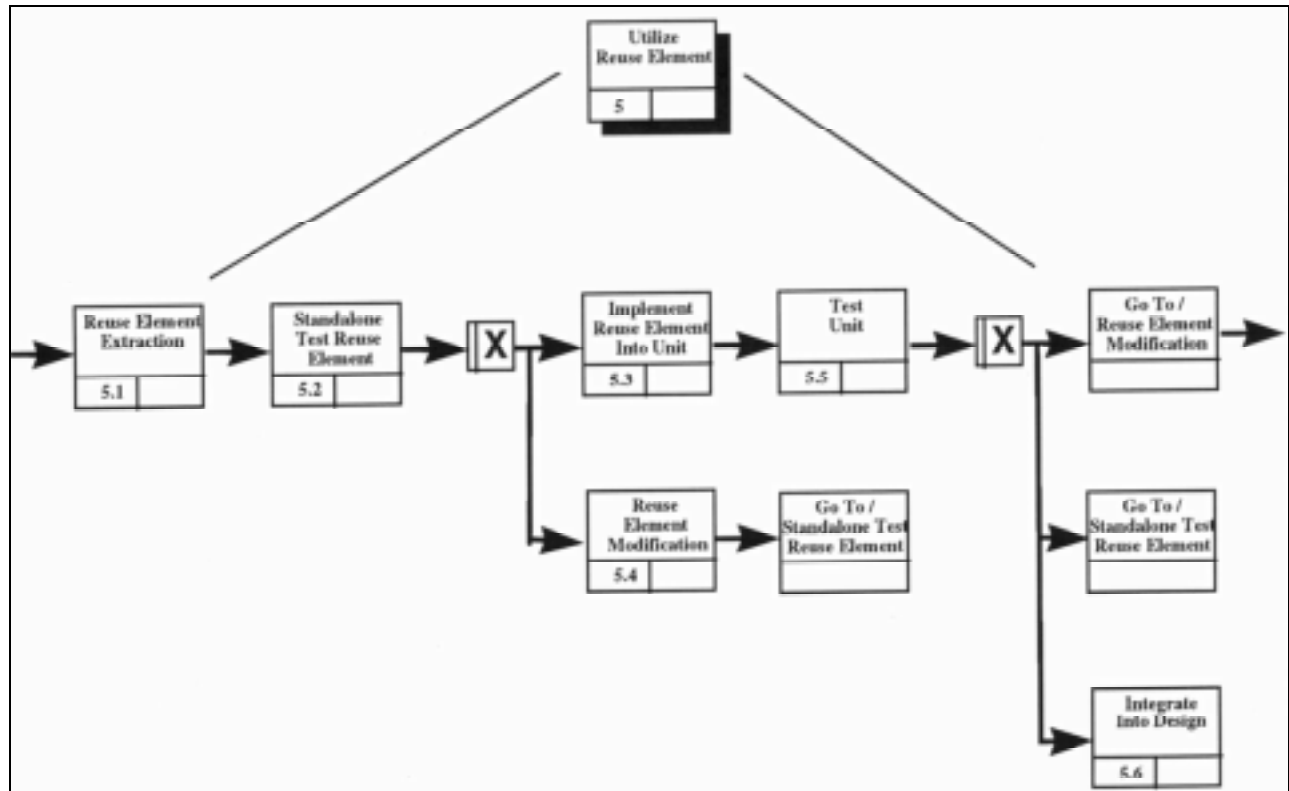 Utilize
Reuse Element
5
Reuse Element
Extraction
5.1
Standalone
Test Reuse
Element
5.2
X
Implement
Reuse Element
Into Unit
5.3
Test
Unit
5.5
X
Go To /
Reuse Element
Modification
Reuse
Element
Modification
5.4
Go To /
Standalone Test
Reuse Element
Go To /
Standalone Test
Reuse Element
Integrate
Into Design
5.6